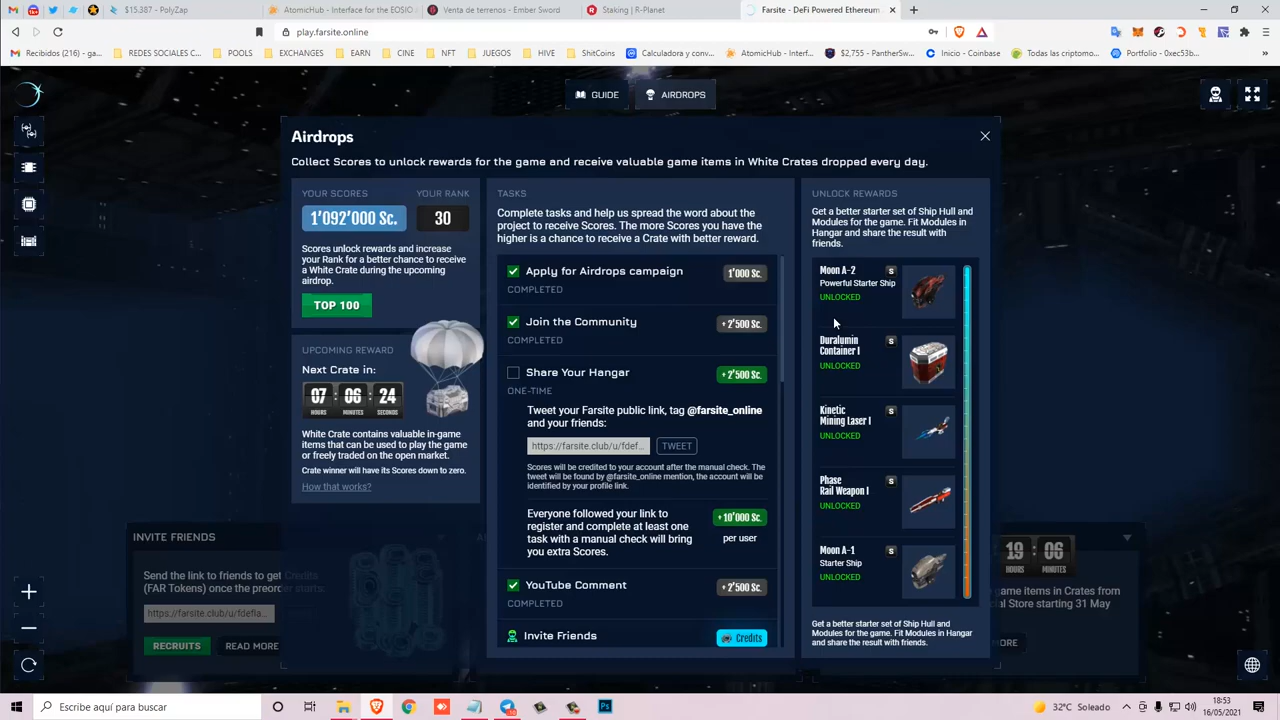 $15.387 - PolyZap
AtomicHub - Interface for the EOSIO
Venta de terrenos - Ember Sword
Staking | R-Planet
Farsite - DeFi Powered Ethereum
play.farsite.online
Recibidos (216) - ga...
REDES SOCIALES C...
POOLS
EXCHANGES
EARN
CINE
NFT
JUEGOS
HIVE
ShitCoins
Calculadora y conv...
AtomicHub - Interf...
$2,755 - PantherSw...
Inicio - Coinbase
Todas las criptomo...
Portfolio - 0xec53b...
GUIDE
AIRDROPS
Airdrops
Collect Scores to unlock rewards for the game and receive valuable game items in White Crates dropped every day.
YOUR SCORES
YOUR RANK
1'092'000 Sc.
30
Scores unlock rewards and increase
your Rank for a better chance to receive
a White Crate during the upcoming
airdrop.
TOP 100
UPCOMING REWARD
Next Crate in:
07
06
24
HOURS
MINUTES
SECONDS
White Crate contains valuable in-game
items that can be used to play the game
or freely traded on the open market.
Crate winner will have its Scores down to zero.
How that works?
TASKS
Complete tasks and help us spread the word about the
project to receive Scores. The more Scores you have the
higher is a chance to receive a Crate with better reward.
Apply for Airdrops campaign
1'000 Sc.
COMPLETED
Join the Community
+ 2'500 Sc.
COMPLETED
Share Your Hangar
+ 2'500 Sc.
ONE-TIME
Tweet your Farsite public link, tag @farsite_online
and your friends:
https://farsite.club/u/fdef...
TWEET
Scores will be credited to your account after the manual check. The
tweet will be found by @farsite_online mention, the account will be
identified by your profile link.
Everyone followed your link to
register and complete at least one
task with a manual check will bring
you extra Scores.
+ 10'000 Sc.
per user
YouTube Comment
+ 2'500 Sc.
COMPLETED
Invite Friends
Credits
UNLOCK REWARDS
Get a better starter set of Ship Hull and
Modules for the game. Fit Modules in
Hangar and share the result with
friends.
Moon A-2
S
Powerful Starter Ship
UNLOCKED
Duralumin
Container I
S
UNLOCKED
Kinetic
Mining Laser I
S
UNLOCKED
Phase
Rail Weapon I
S
UNLOCKED
Moon A-1
S
Starter Ship
UNLOCKED
Get a better starter set of Ship Hull and
Modules for the game. Fit Modules in
Hangar and share the result with friends.
INVITE FRIENDS
Send the link to friends to get Credits
(FAR Tokens) once the preorder starts:
https://farsite.club/u/fdefla...
RECRUITS
READ MORE
19
06
HOURS
MINUTES
game items in Crates from
cial Store starting 31 May
ORE
Escribe aquí para buscar
32°C Soleado
18:53
16/05/2021